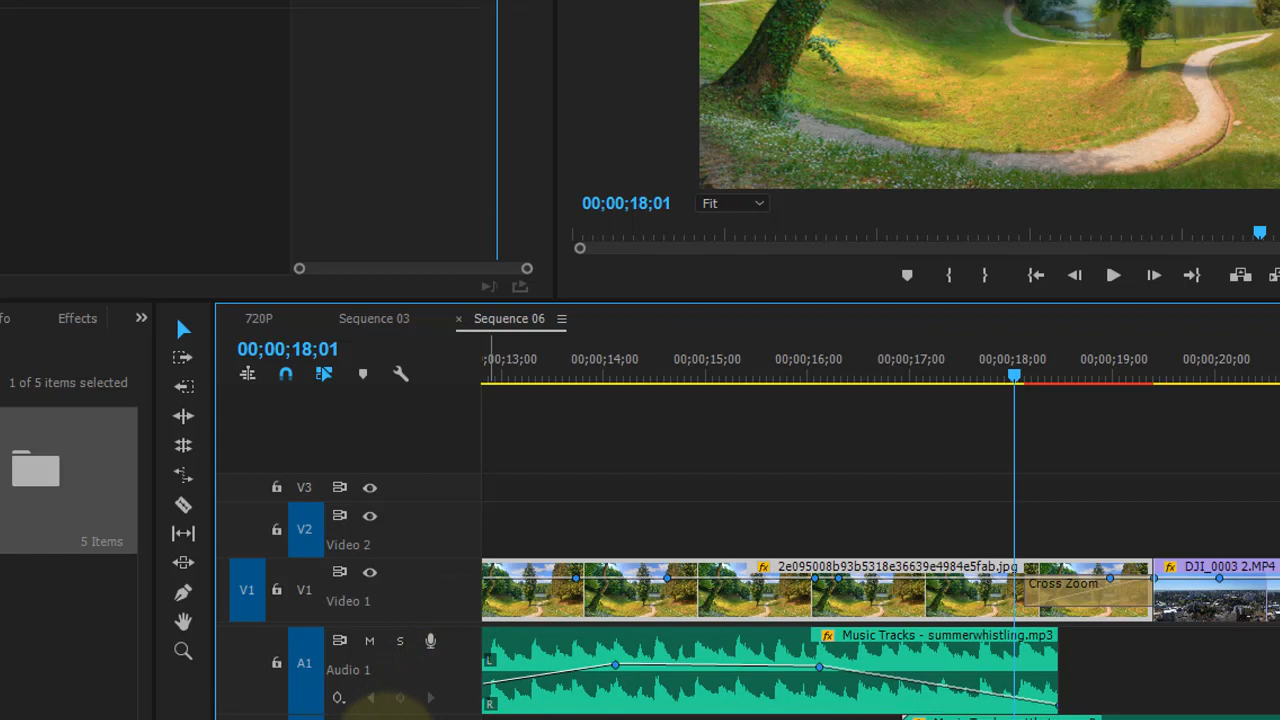 00;00;18;01
Fit
Effects
720P
Sequence 03
× Sequence 06
1 of 5 items selected
5 Items
00;00;18;01
;00;13;00
00;00;14;00
00;00;15;00
00;00;16;00
00;00;17;00
00;00;18;00
00;00;19;00
00;00;20;00
V3
V2
Video 2
V1
V1
Video 1
fx 2e095008b93b5318e36639e4984e5fab.jpg
Cross Zoom
fx DJI_0003 2.MP4
A1
M
S
Audio 1
L
R
fx Music Tracks - summerwhistling.mp3